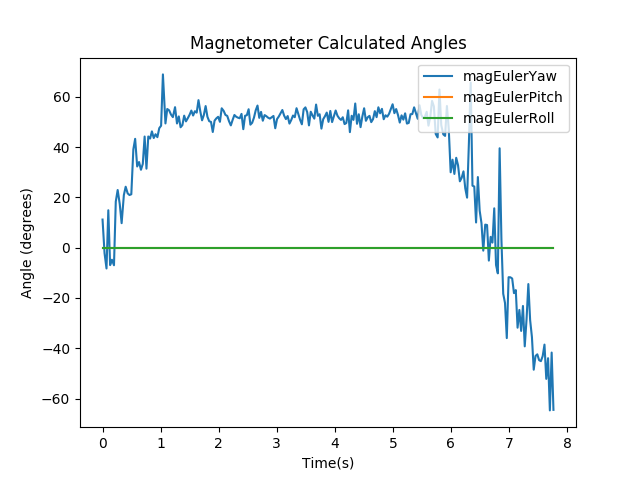 Magnetometer Calculated Angles
magEulerYaw
magEulerPitch
magEulerRoll
60
40
20
0
−20
−40
−60
Angle (degrees)
0 1 2 3 4 5 6 7 8
Time(s)